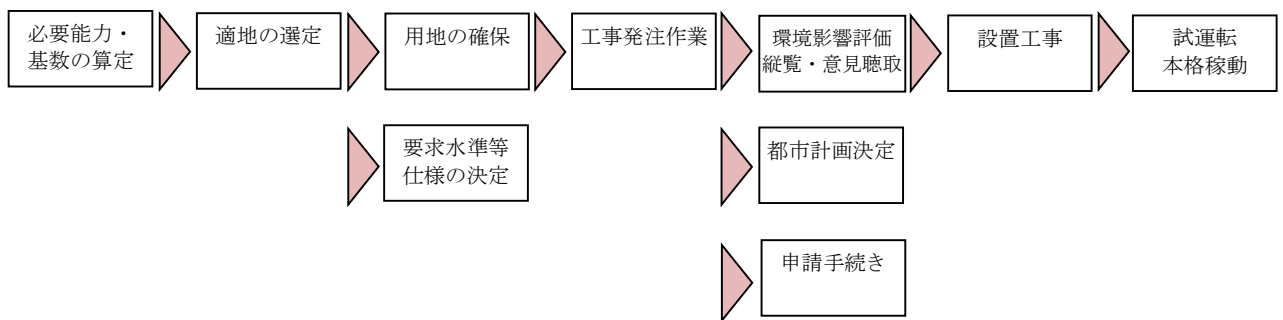 必要能力・
基数の算定
適地の選定
用地の確保
工事発注作業
環境影響評価
縦覧・意見聴取
設置工事
試運転
本格稼動
要求水準等
仕様の決定
都市計画決定
申請手続き